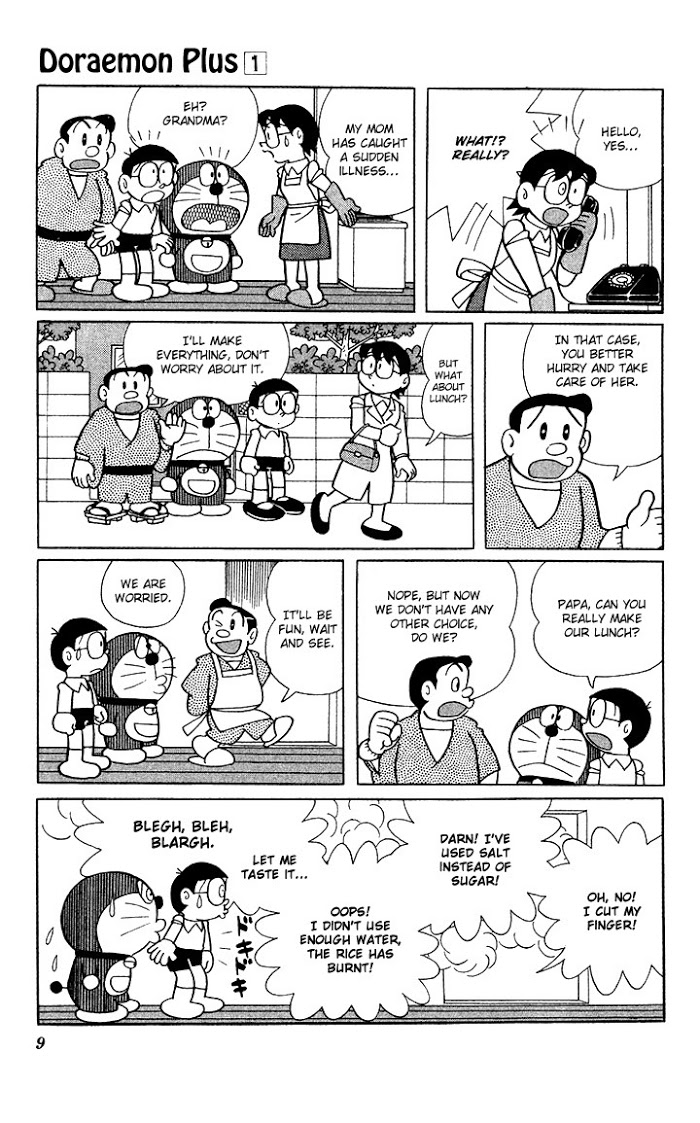 Doraemon Plus 1
HELLO,
YES...
WHAT!?
REALLY?
MY MOM
HAS CAUGHT
A SUDDEN
ILLNESS...
EH?
GRANDMA?
IN THAT CASE,
YOU BETTER
HURRY AND TAKE
CARE OF HER.
BUT
WHAT
ABOUT
LUNCH?
I'LL MAKE
EVERYTHING, DON'T
WORRY ABOUT IT.
PAPA, CAN YOU
REALLY MAKE
OUR LUNCH?
NOPE, BUT NOW
WE DON'T HAVE ANY
OTHER CHOICE,
DO WE?
IT'LL BE
FUN, WAIT
AND SEE.
WE ARE
WORRIED.
OH, NO!
I CUT MY
FINGER!
DARN! I'VE
USED SALT
INSTEAD OF
SUGAR!
OOPS!
I DIDN'T USE
ENOUGH WATER,
THE RICE HAS
BURNT!
LET ME
TASTE IT...
BLEGH, BLEH,
BLARGH.
ドキドキ
9